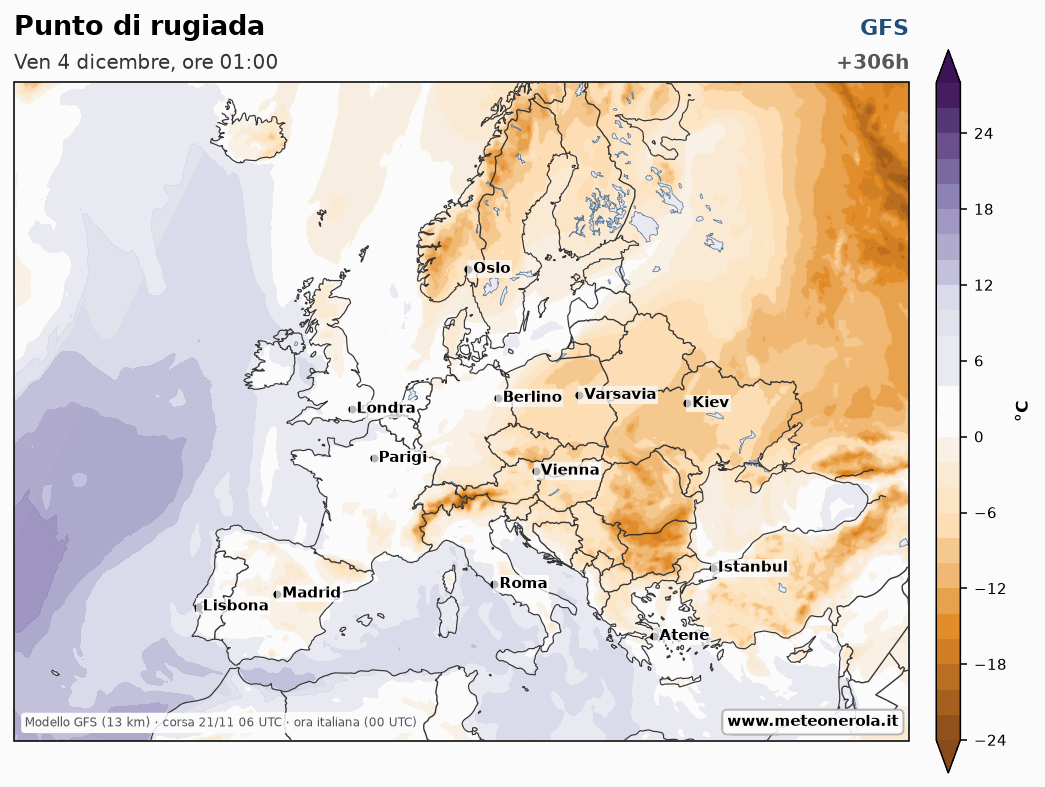 Punto di rugiada
GFS
Ven 4 dicembre, ore 01:00
+306h
Oslo
Londra
Berlino
Varsavia
Kiev
Parigi
Vienna
Madrid
Lisbona
Roma
Istanbul
Atene
Modello GFS (13 km) · corsa 21/11 06 UTC · ora italiana (00 UTC)
www.meteonerola.it
24
18
12
6
0
−6
−12
−18
−24
°C